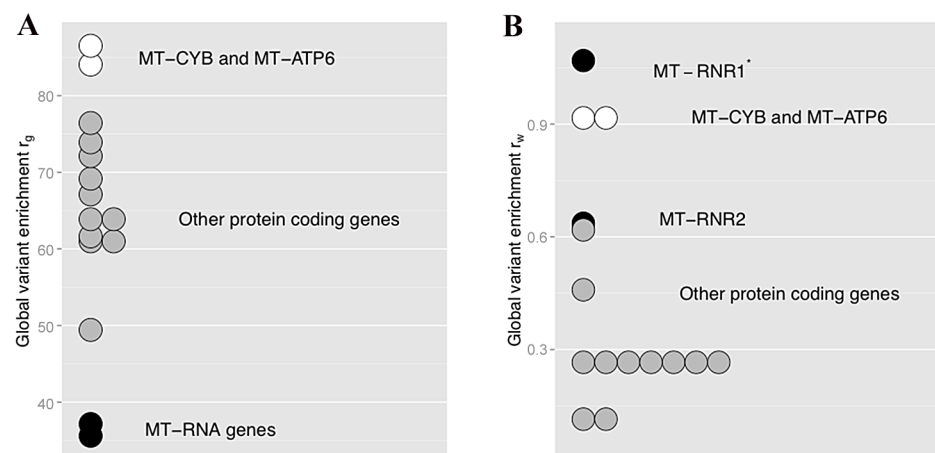 A
Global variant enrichment rg
80
70
60
50
40
MT−CYB and MT−ATP6
Other protein coding genes
MT−RNA genes
B
Global variant enrichment rw
0.9
0.6
0.3
MT−RNR1*
MT−CYB and MT−ATP6
MT−RNR2
Other protein coding genes